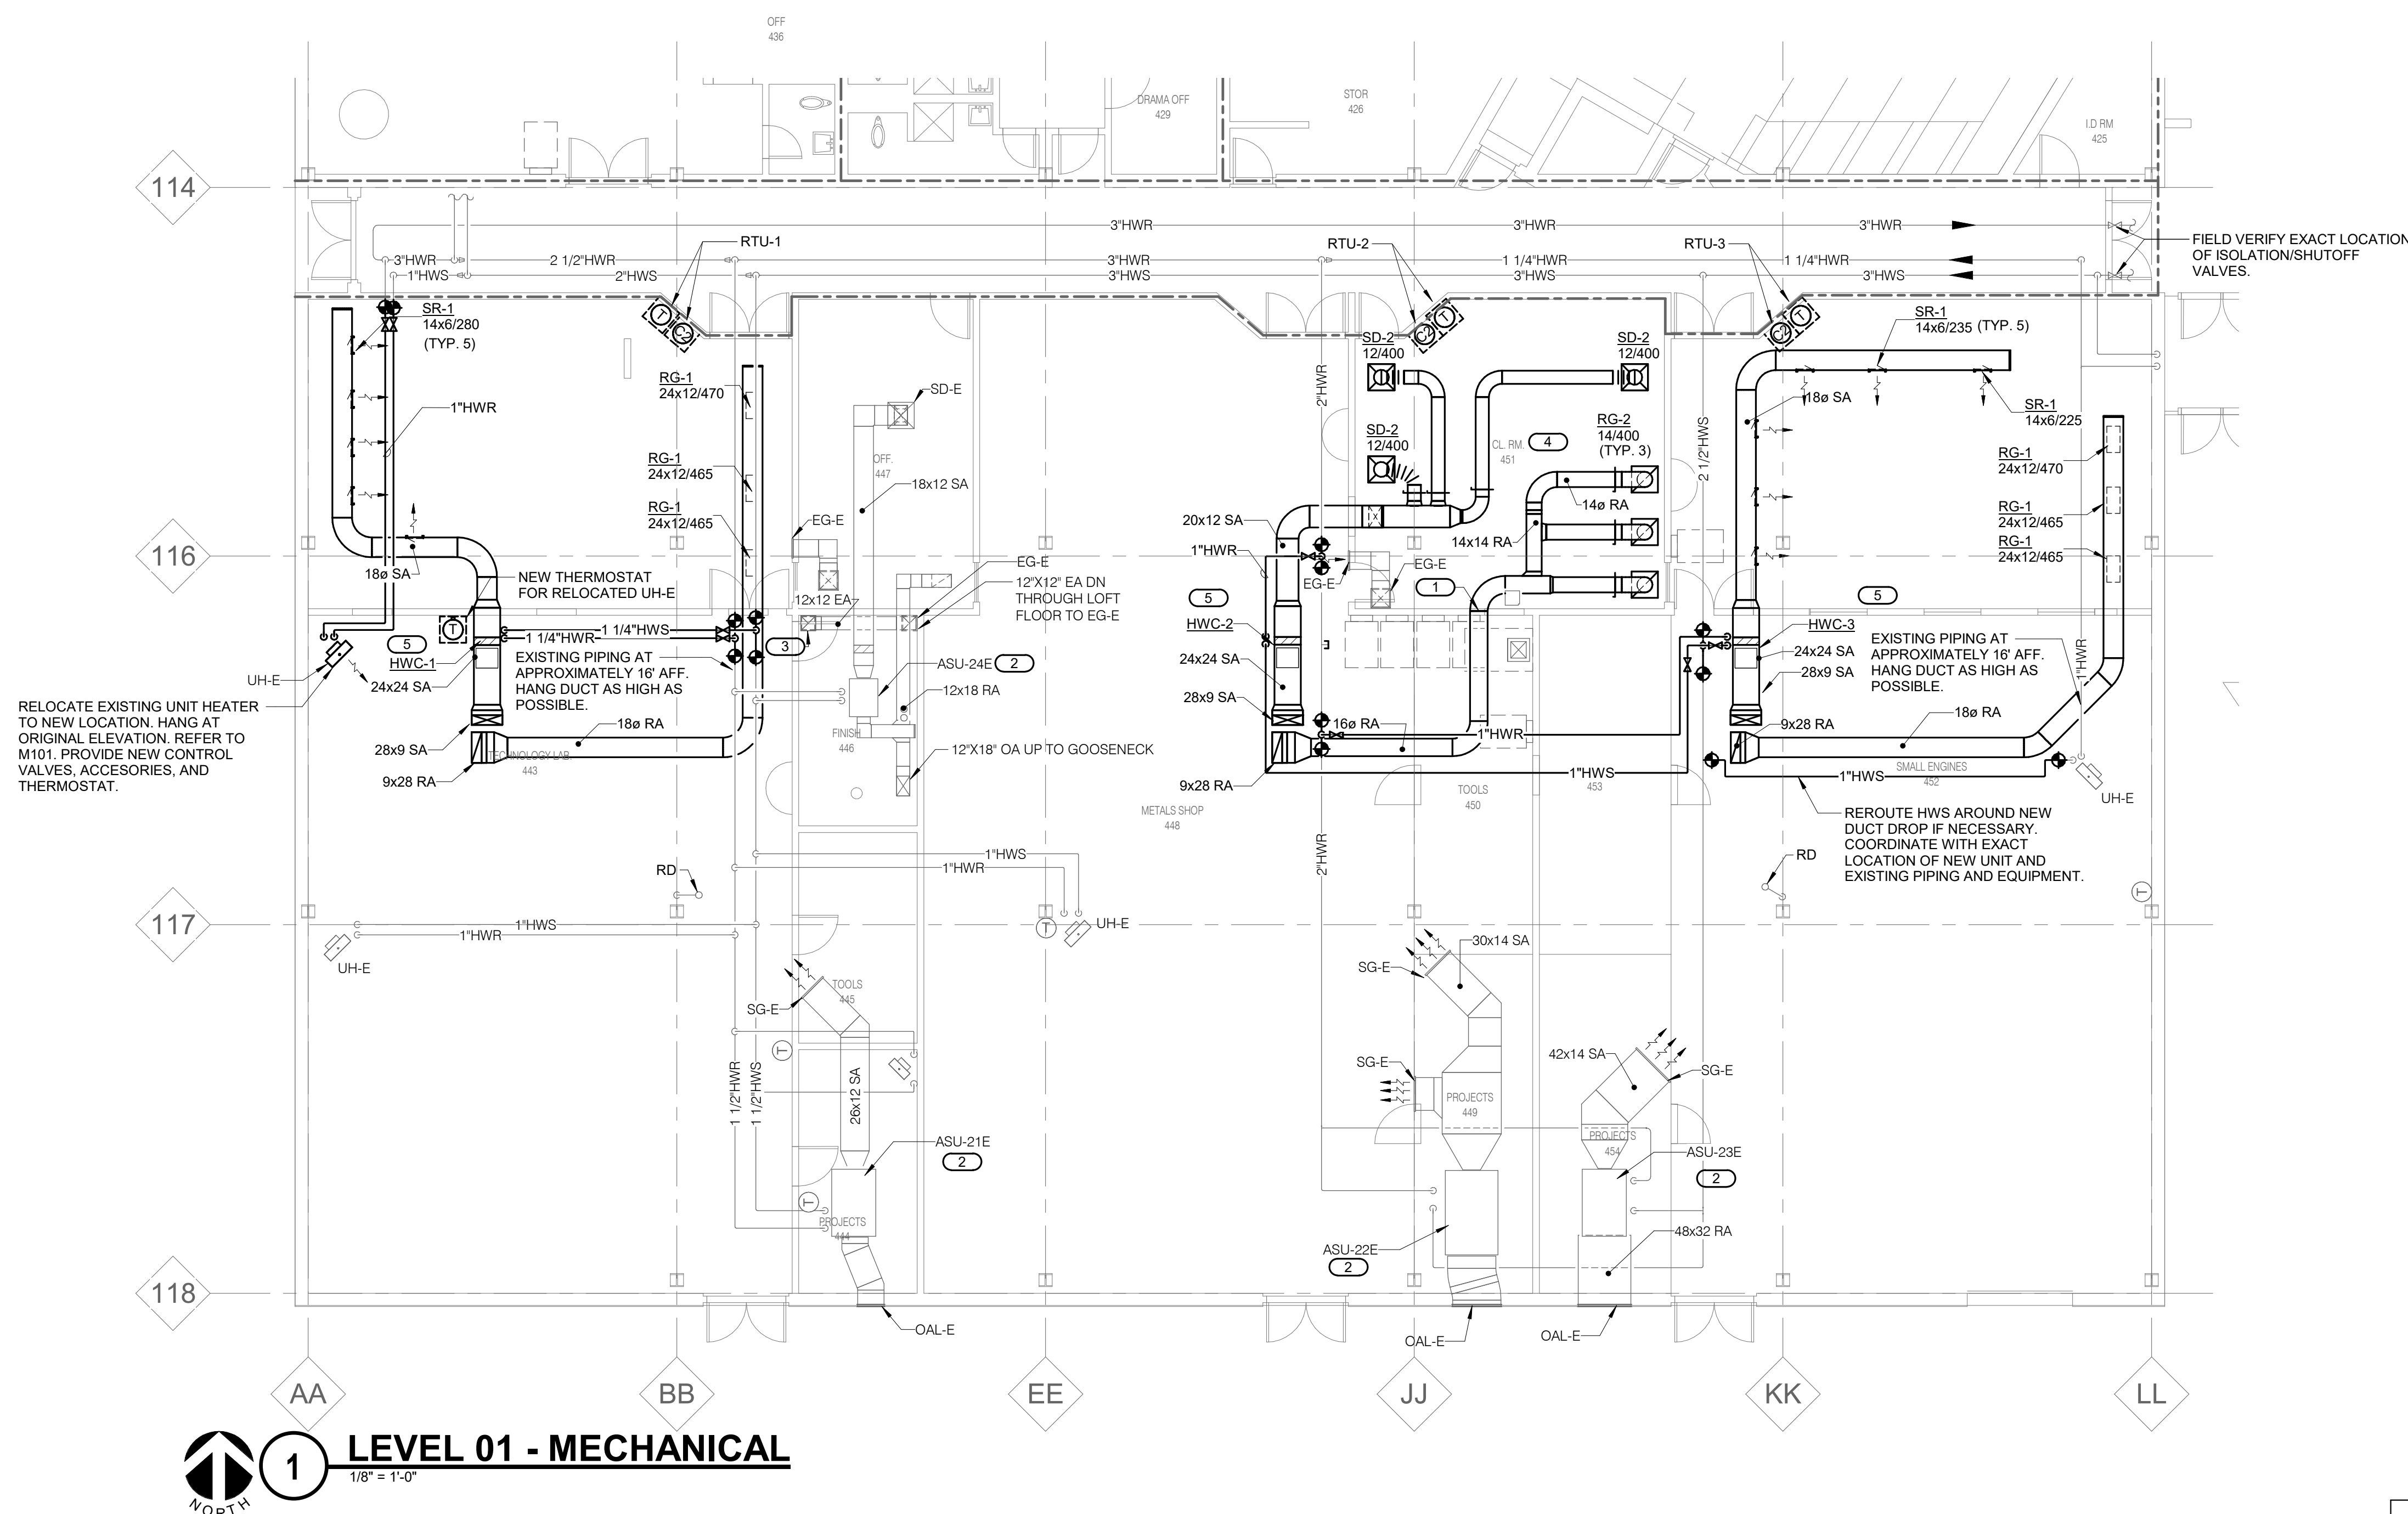 OFF
436
DRAMA OFF
429
STOR
426
I.D RM
425
114
3"HWR
3"HWR
3"HWR
RTU-1
RTU-2
RTU-3
FIELD VERIFY EXACT LOCATION
OF ISOLATION/SHUTOFF
VALVES.
3"HWR
2 1/2"HWR
3"HWR
1 1/4"HWR
1 1/4"HWR
1"HWS
2"HWS
3"HWS
3"HWS
3"HWS
T
C2
C2
T
C2
T
SR-1
14x6/280
(TYP. 5)
SR-1
14x6/235 (TYP. 5)
SD-2
12/400
SD-2
12/400
RG-1
24x12/470
SD-E
2"HWR
1"HWR
18ø SA
SR-1
14x6/225
RG-2
14/400
(TYP. 3)
SD-2
12/400
CL. RM.
451
4
2 1/2"HWS
RG-1
24x12/470
RG-1
24x12/465
OFF.
447
18x12 SA
14ø RA
RG-1
24x12/465
RG-1
24x12/465
EG-E
20x12 SA
14x14 RA
RG-1
24x12/465
116
1"HWR
18ø SA
NEW THERMOSTAT
FOR RELOCATED UH-E
EG-E
12"X12" EA DN
THROUGH LOFT
FLOOR TO EG-E
12x12 EA
EG-E
EG-E
1
5
5
T
1 1/4"HWS
1 1/4"HWR
5
HWC-1
3
HWC-2
HWC-3
EXISTING PIPING AT
APPROXIMATELY 16' AFF.
HANG DUCT AS HIGH AS
POSSIBLE.
EXISTING PIPING AT
APPROXIMATELY 16' AFF.
HANG DUCT AS HIGH AS
POSSIBLE.
1"HWR
UH-E
24x24 SA
ASU-24E
2
24x24 SA
24x24 SA
28x9 SA
12x18 RA
28x9 SA
RELOCATE EXISTING UNIT HEATER
TO NEW LOCATION. HANG AT
ORIGINAL ELEVATION. REFER TO
M101. PROVIDE NEW CONTROL
VALVES, ACCESORIES, AND
THERMOSTAT.
18ø RA
16ø RA
9x28 RA
18ø RA
28x9 SA
FINISH
446
1"HWR
TECHNOLOGY LAB.
443
12"X18" OA UP TO GOOSENECK
9x28 RA
9x28 RA
1"HWS
1"HWS
SMALL ENGINES
452
TOOLS
450
453
UH-E
METALS SHOP
448
REROUTE HWS AROUND NEW
DUCT DROP IF NECESSARY.
COORDINATE WITH EXACT
LOCATION OF NEW UNIT AND
EXISTING PIPING AND EQUIPMENT.
2"HWR
1"HWS
1"HWR
RD
RD
T
117
1"HWS
1"HWR
UH-E
T
UH-E
30x14 SA
SG-E
TOOLS
445
SG-E
T
1 1/2"HWR
1 1/2"HWS
26x12 SA
SG-E
42x14 SA
SG-E
PROJECTS
449
PROJECTS
454
ASU-21E
2
ASU-23E
2
T
PROJECTS
444
48x32 RA
ASU-22E
2
118
OAL-E
OAL-E
OAL-E
AA
BB
EE
JJ
KK
LL
NORTH
1
LEVEL 01 - MECHANICAL
1/8" = 1'-0"